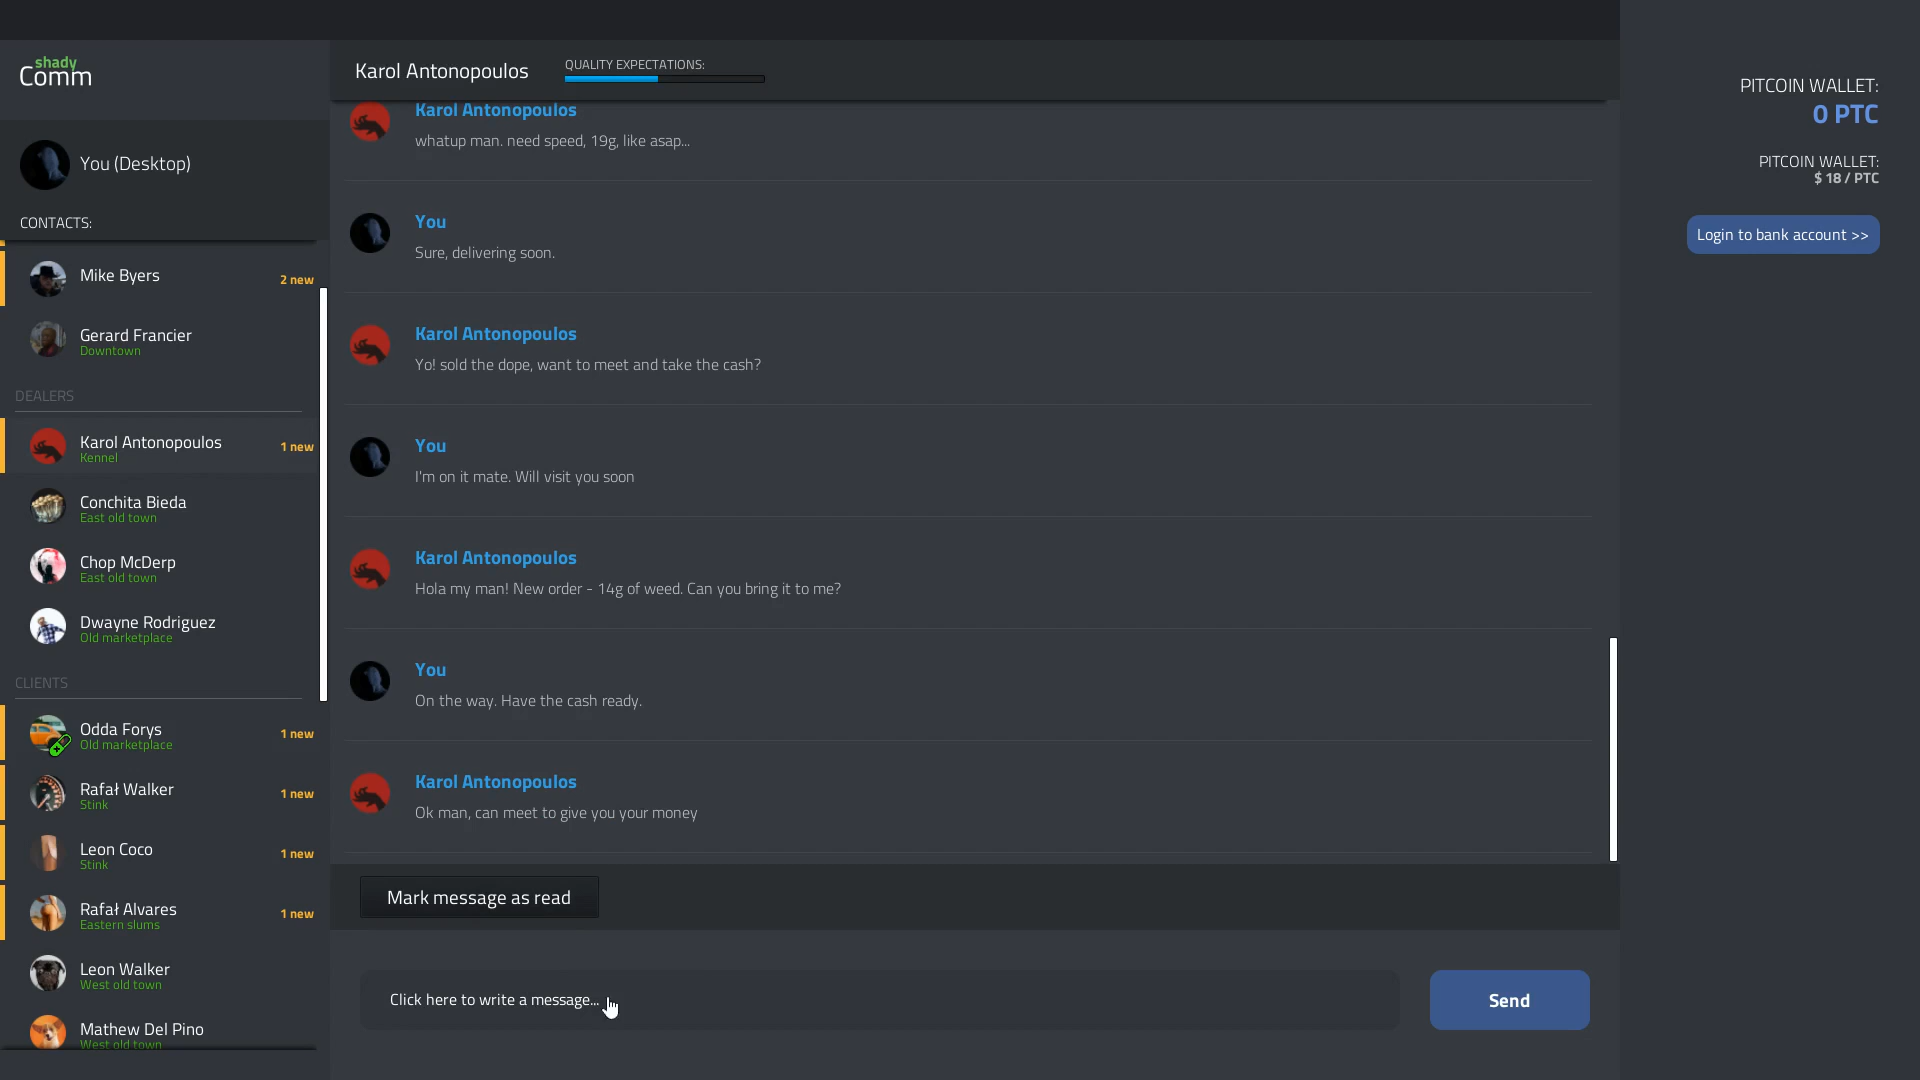 shady
Comm
You (Desktop)
CONTACTS:
Mike Byers
2 new
Gerard Francier
Downtown
DEALERS
Karol Antonopoulos
Kennel
1 new
Conchita Bieda
East old town
Chop McDerp
East old town
Dwayne Rodriguez
Old marketplace
CLIENTS
Odda Forys
Old marketplace
1 new
Rafał Walker
Stink
1 new
Leon Coco
Stink
1 new
Rafał Alvares
Eastern slums
1 new
Leon Walker
West old town
Mathew Del Pino
West old town
Karol Antonopoulos
QUALITY EXPECTATIONS:
Karol Antonopoulos
whatup man. need speed, 19g, like asap...
You
Sure, delivering soon.
Karol Antonopoulos
Yo! sold the dope, want to meet and take the cash?
You
I'm on it mate. Will visit you soon
Karol Antonopoulos
Hola my man! New order - 14g of weed. Can you bring it to me?
You
On the way. Have the cash ready.
Karol Antonopoulos
Ok man, can meet to give you your money
Mark message as read
Click here to write a message...
Send
PITCOIN WALLET:
0 PTC
PITCOIN WALLET:
$ 18 / PTC
Login to bank account >>